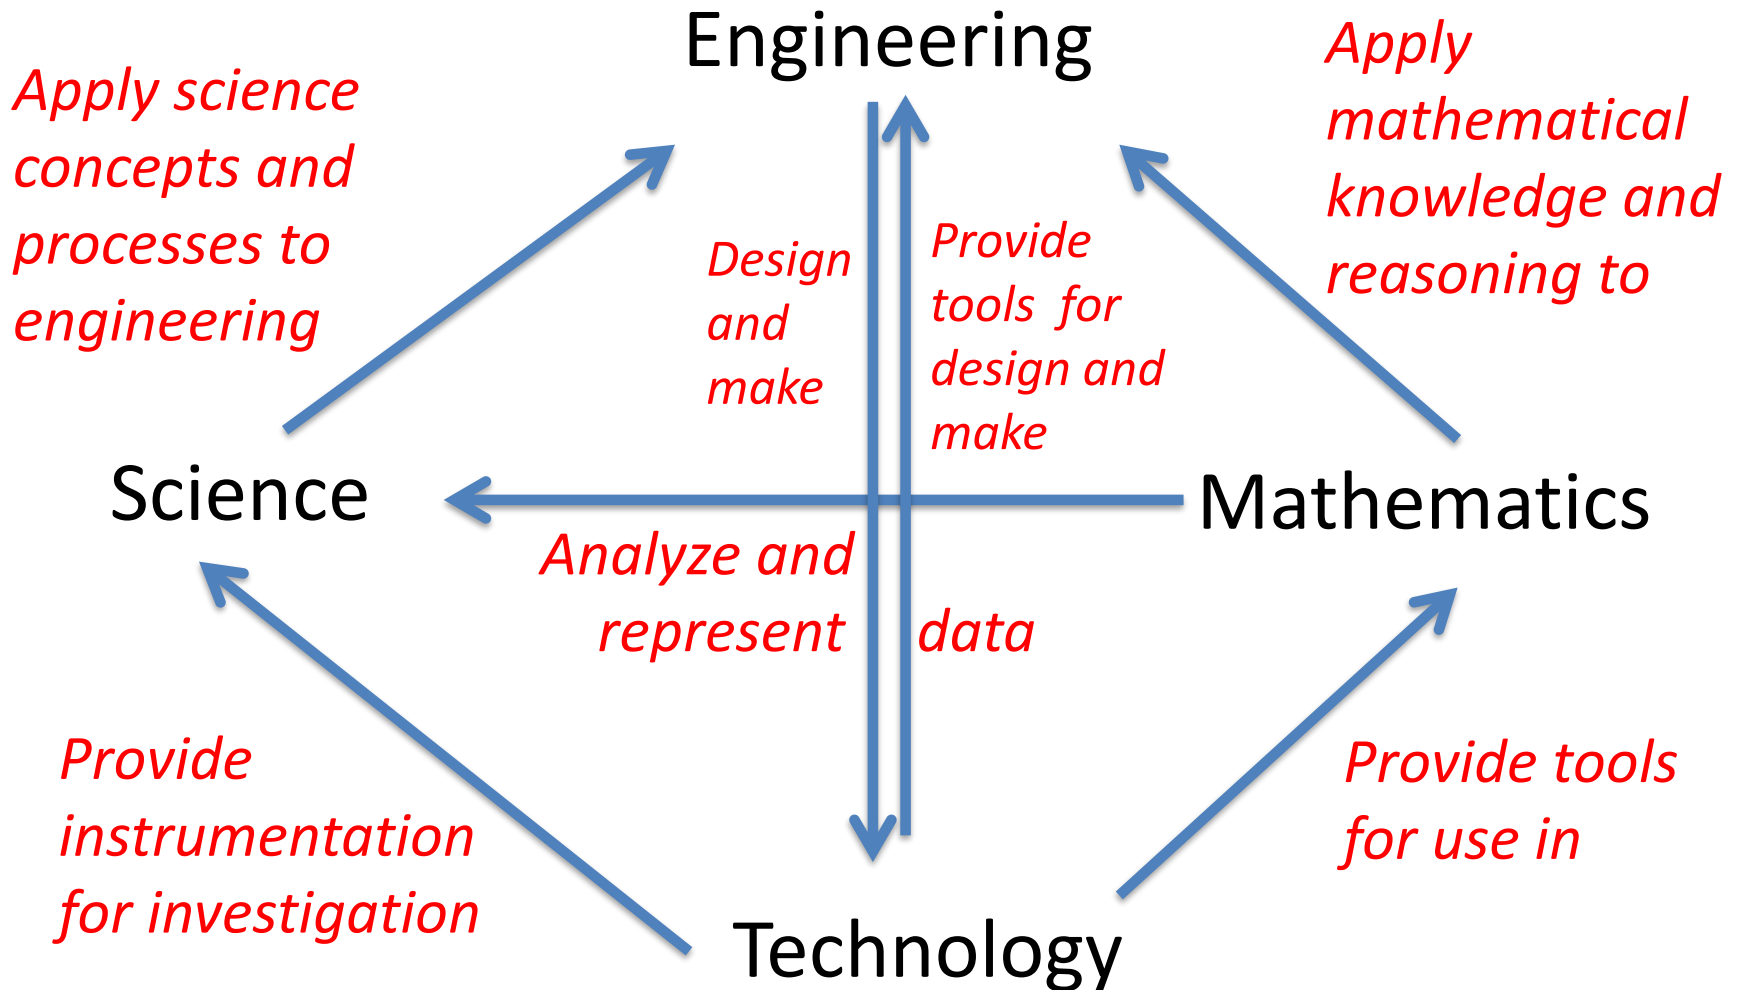 Engineering
Apply science
concepts and
processes to
engineering
Design
and
make
Provide
tools for
design and
make
Apply
mathematical
knowledge and
reasoning to
Science
Mathematics
Analyze and
represent data
Provide
instrumentation
for investigation
Provide tools
for use in
Technology